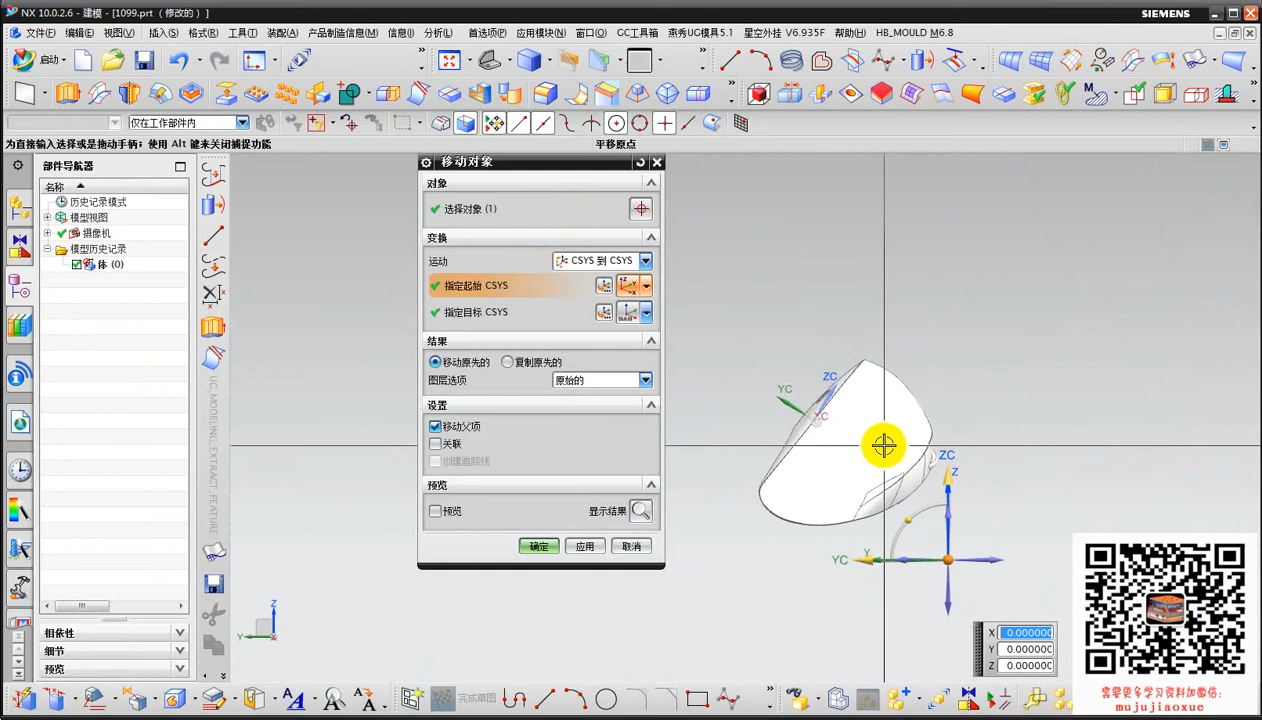 NX 10.0.2.6 - 建模 - [1099.prt (修改的) ]
SIEMENS
文件(F) 编辑(E) 视图(V) 插入(S) 格式(R) 工具(T) 装配(A) 产品制造信息(M) 信息(I) 分析(L) 首选项(P) 应用模块(N) 窗口(O) GC工具箱 燕秀UG模具5.1 星空外挂 V6.935F 帮助(H) HB_MOULD M6.8
启动
仅在工作部件内
为直接输入选择或是拖动手柄；使用 Alt 键来关闭捕捉功能
平移原点
部件导航器
名称
历史记录模式
模型视图
摄像机
模型历史记录
体 (0)
相依性
细节
预览
UG_MODELING_EXTRACT_FEATURE
移动对象
对象
选择对象 (1)
变换
运动
CSYS 到 CSYS
指定起始 CSYS
指定目标 CSYS
结果
移动原先的
复制原先的
图层选项
原始的
设置
移动父项
关联
创建追踪线
预览
预览
显示结果
确定
应用
取消
YC
ZC
XC
ZC
Z
YC
Y
Z
Y
X 0.000000
Y 0.000000
Z 0.000000
完成草图
需要更多学习资料加微信:
mujujiaoxue